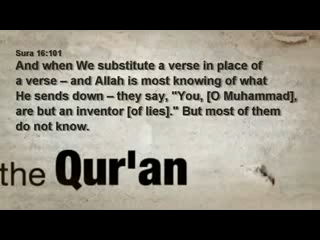 Sura 16:101
And when We substitute a verse in place of
a verse – and Allah is most knowing of what
He sends down – they say, "You, [O Muhammad],
are but an inventor [of lies]." But most of them
do not know.
the Qur'an